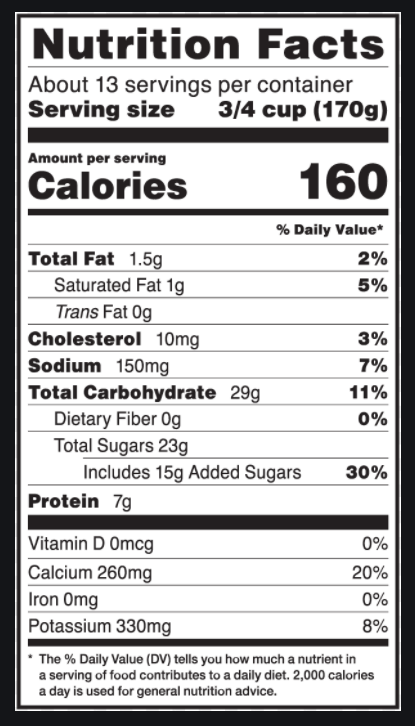 Nutrition Facts
About 13 servings per container
Serving size 3/4 cup (170g)
Amount per serving
Calories 160
% Daily Value*
Total Fat 1.5g 2%
Saturated Fat 1g 5%
Trans Fat 0g
Cholesterol 10mg 3%
Sodium 150mg 7%
Total Carbohydrate 29g 11%
Dietary Fiber 0g 0%
Total Sugars 23g
Includes 15g Added Sugars 30%
Protein 7g
Vitamin D 0mcg 0%
Calcium 260mg 20%
Iron 0mg 0%
Potassium 330mg 8%
* The % Daily Value (DV) tells you how much a nutrient in
a serving of food contributes to a daily diet. 2,000 calories
a day is used for general nutrition advice.